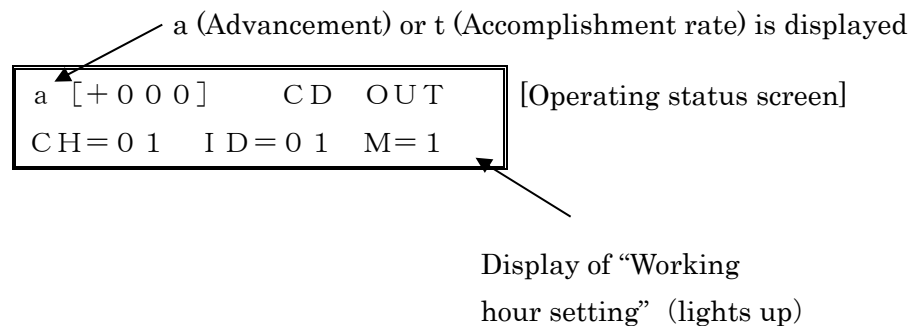 a (Advancement) or t (Accomplishment rate) is displayed
a [+000] CD OUT
[Operating status screen]
CH=01 ID=01 M=1
Display of “Working
hour setting” (lights up)